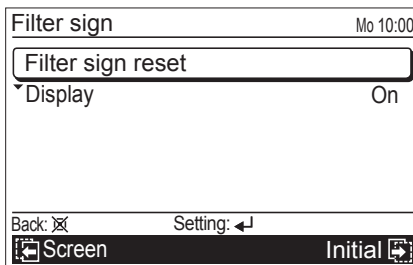 Filter sign Mo 10:00
Filter sign reset
Display On
Back: Setting:
Screen Initial